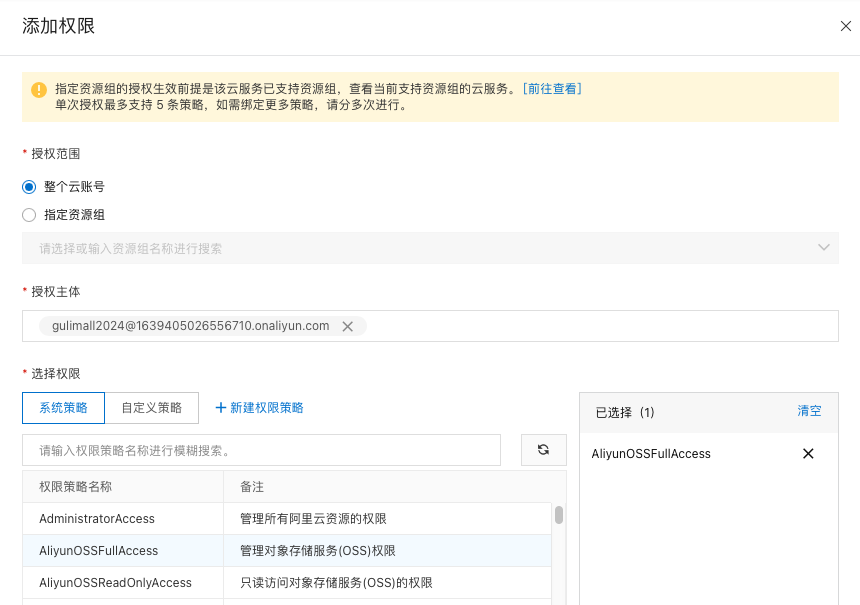 添加权限
指定资源组的授权生效前提是该云服务已支持资源组，查看当前支持资源组的云服务。[前往查看]
单次授权最多支持 5 条策略，如需绑定更多策略，请分多次进行。
* 授权范围
整个云账号
指定资源组
请选择或输入资源组名称进行搜索
* 授权主体
gulimall2024@1639405026556710.onaliyun.com
* 选择权限
系统策略 自定义策略 + 新建权限策略
已选择（1） 清空
请输入权限策略名称进行模糊搜索。
AliyunOSSFullAccess
权限策略名称 备注
AdministratorAccess 管理所有阿里云资源的权限
AliyunOSSFullAccess 管理对象存储服务(OSS)权限
AliyunOSSReadOnlyAccess 只读访问对象存储服务(OSS)的权限